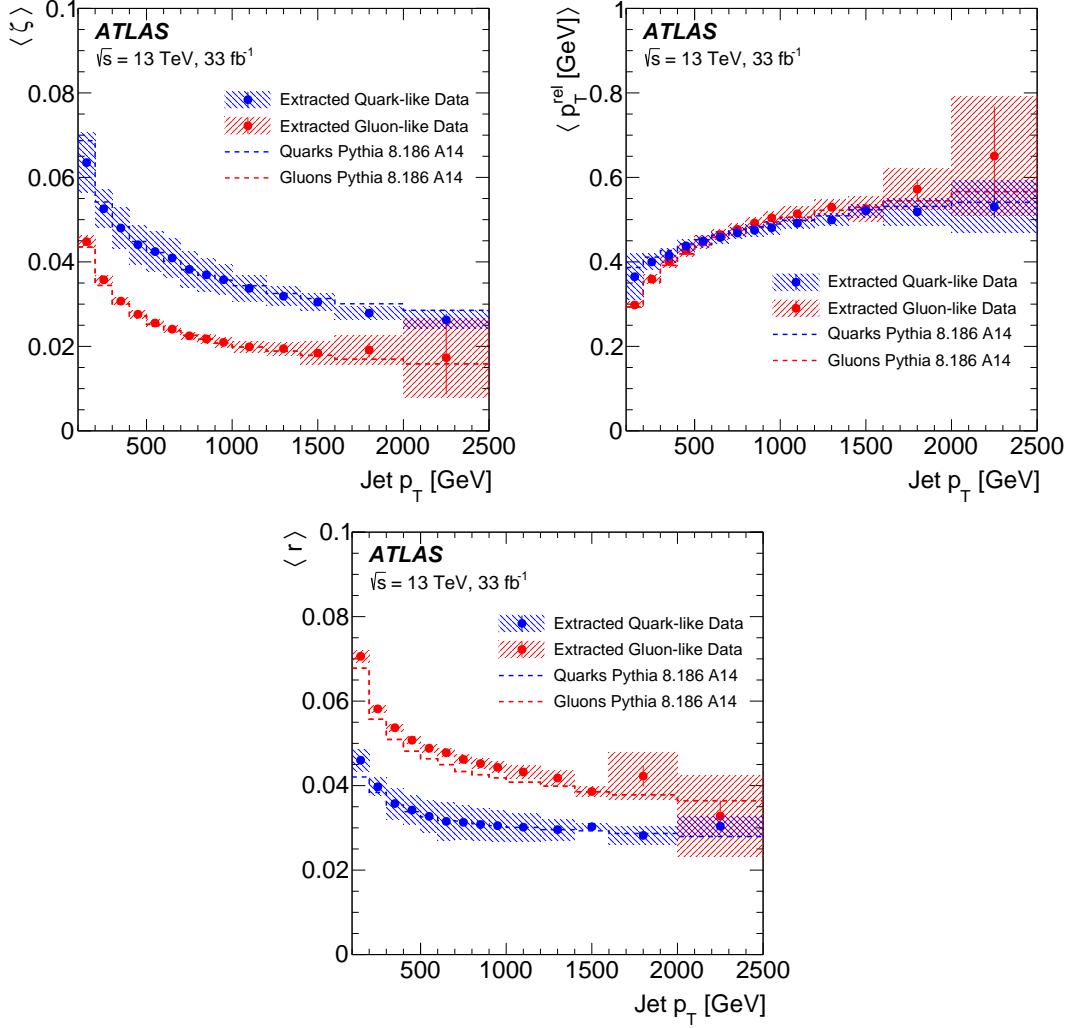 ⟨ ζ ⟩
0.1
0.08
0.06
0.04
0.02
0
ATLAS
√s = 13 TeV, 33 fb⁻¹
Extracted Quark-like Data
Extracted Gluon-like Data
Quarks Pythia 8.186 A14
Gluons Pythia 8.186 A14
500 1000 1500 2000 2500
Jet p_T [GeV]
⟨ p_T^rel [GeV] ⟩
1
0.8
0.6
0.4
0.2
0
ATLAS
√s = 13 TeV, 33 fb⁻¹
Extracted Quark-like Data
Extracted Gluon-like Data
Quarks Pythia 8.186 A14
Gluons Pythia 8.186 A14
500 1000 1500 2000 2500
Jet p_T [GeV]
⟨ r ⟩
0.1
0.08
0.06
0.04
0.02
0
ATLAS
√s = 13 TeV, 33 fb⁻¹
Extracted Quark-like Data
Extracted Gluon-like Data
Quarks Pythia 8.186 A14
Gluons Pythia 8.186 A14
500 1000 1500 2000 2500
Jet p_T [GeV]